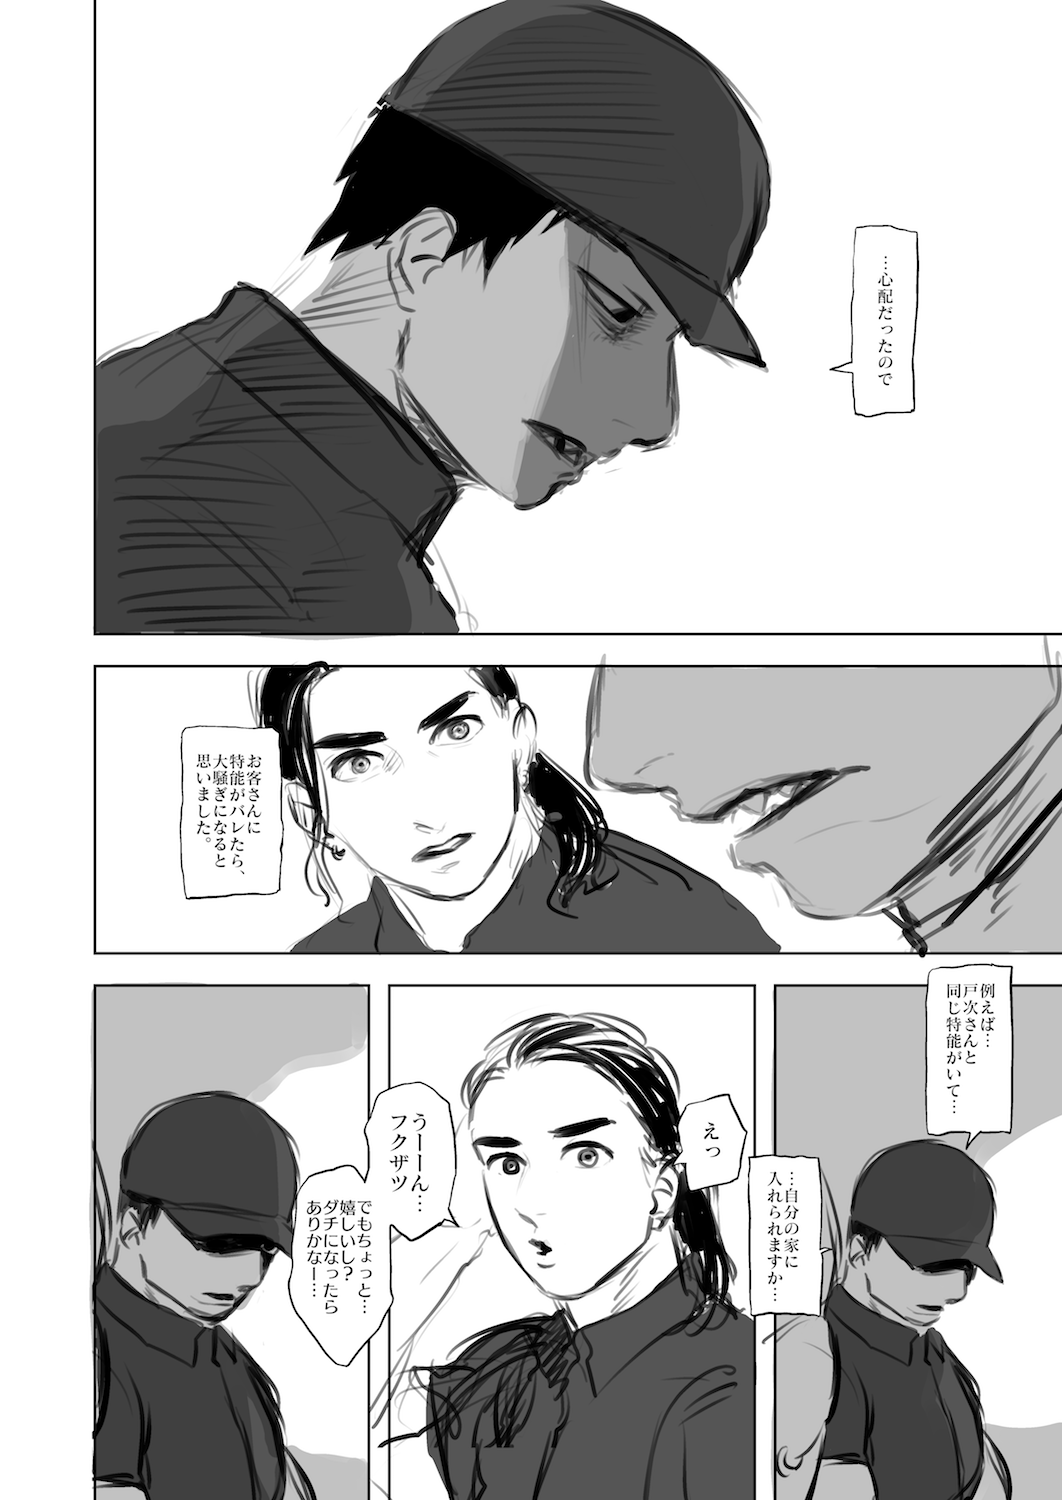 …心配だったので
お客さんに
特能がバレたら、
大騒ぎになると
思いました。
例えば…
戸次さんと
同じ特能がいて…
…自分の家に
入れられますか…
えっ
うーーん…
フクザツ
でもちょっと…
嬉しいし？
ダチになったら
ありかなー…